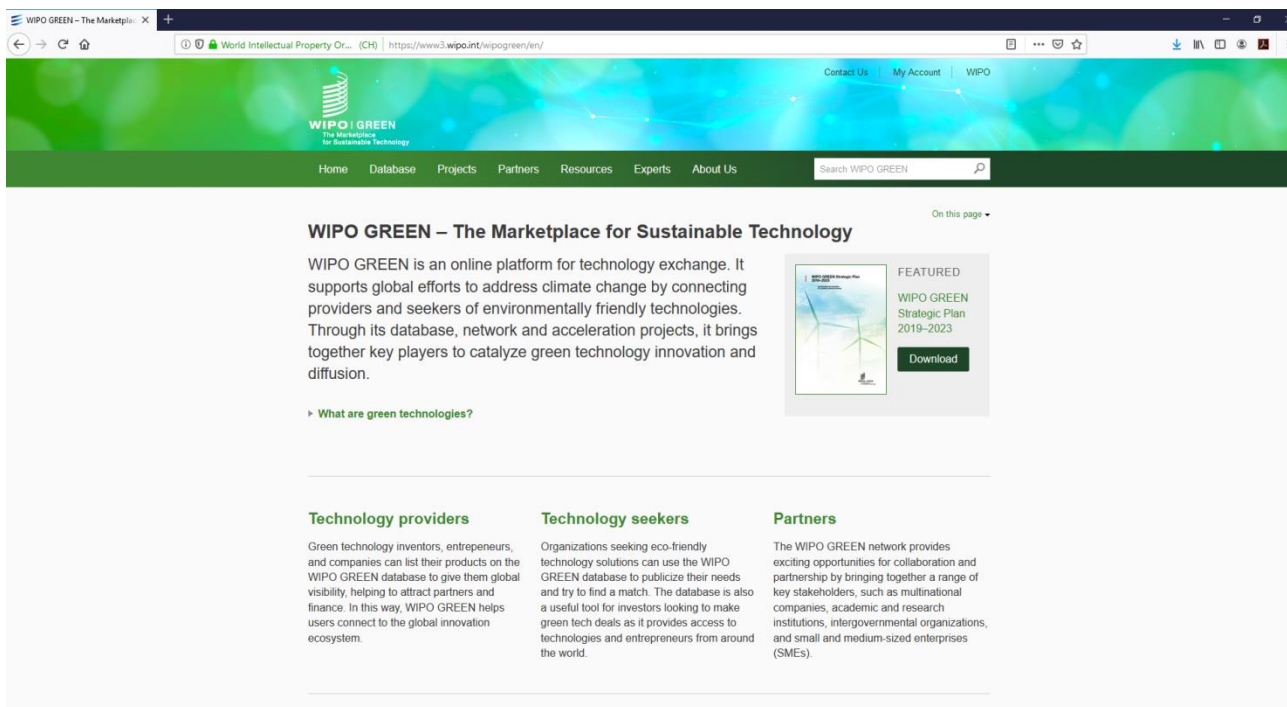 WIPO GREEN – The Marketplac
World Intellectual Property Or... (CH) https://www3.wipo.int/wipogreen/en/
Contact Us My Account WIPO
WIPO GREEN
The Marketplace
for Sustainable Technology
Home Database Projects Partners Resources Experts About Us Search WIPO GREEN
On this page
WIPO GREEN – The Marketplace for Sustainable Technology
WIPO GREEN is an online platform for technology exchange. It
supports global efforts to address climate change by connecting
providers and seekers of environmentally friendly technologies.
Through its database, network and acceleration projects, it brings
together key players to catalyze green technology innovation and
diffusion.
What are green technologies?
WIPO GREEN Strategic Plan
2019–2023
FEATURED
WIPO GREEN
Strategic Plan
2019–2023
Download
Technology providers
Green technology inventors, entrepeneurs,
and companies can list their products on the
WIPO GREEN database to give them global
visibility, helping to attract partners and
finance. In this way, WIPO GREEN helps
users connect to the global innovation
ecosystem.
Technology seekers
Organizations seeking eco-friendly
technology solutions can use the WIPO
GREEN database to publicize their needs
and try to find a match. The database is also
a useful tool for investors looking to make
green tech deals as it provides access to
technologies and entrepreneurs from around
the world.
Partners
The WIPO GREEN network provides
exciting opportunities for collaboration and
partnership by bringing together a range of
key stakeholders, such as multinational
companies, academic and research
institutions, intergovernmental organizations,
and small and medium-sized enterprises
(SMEs).